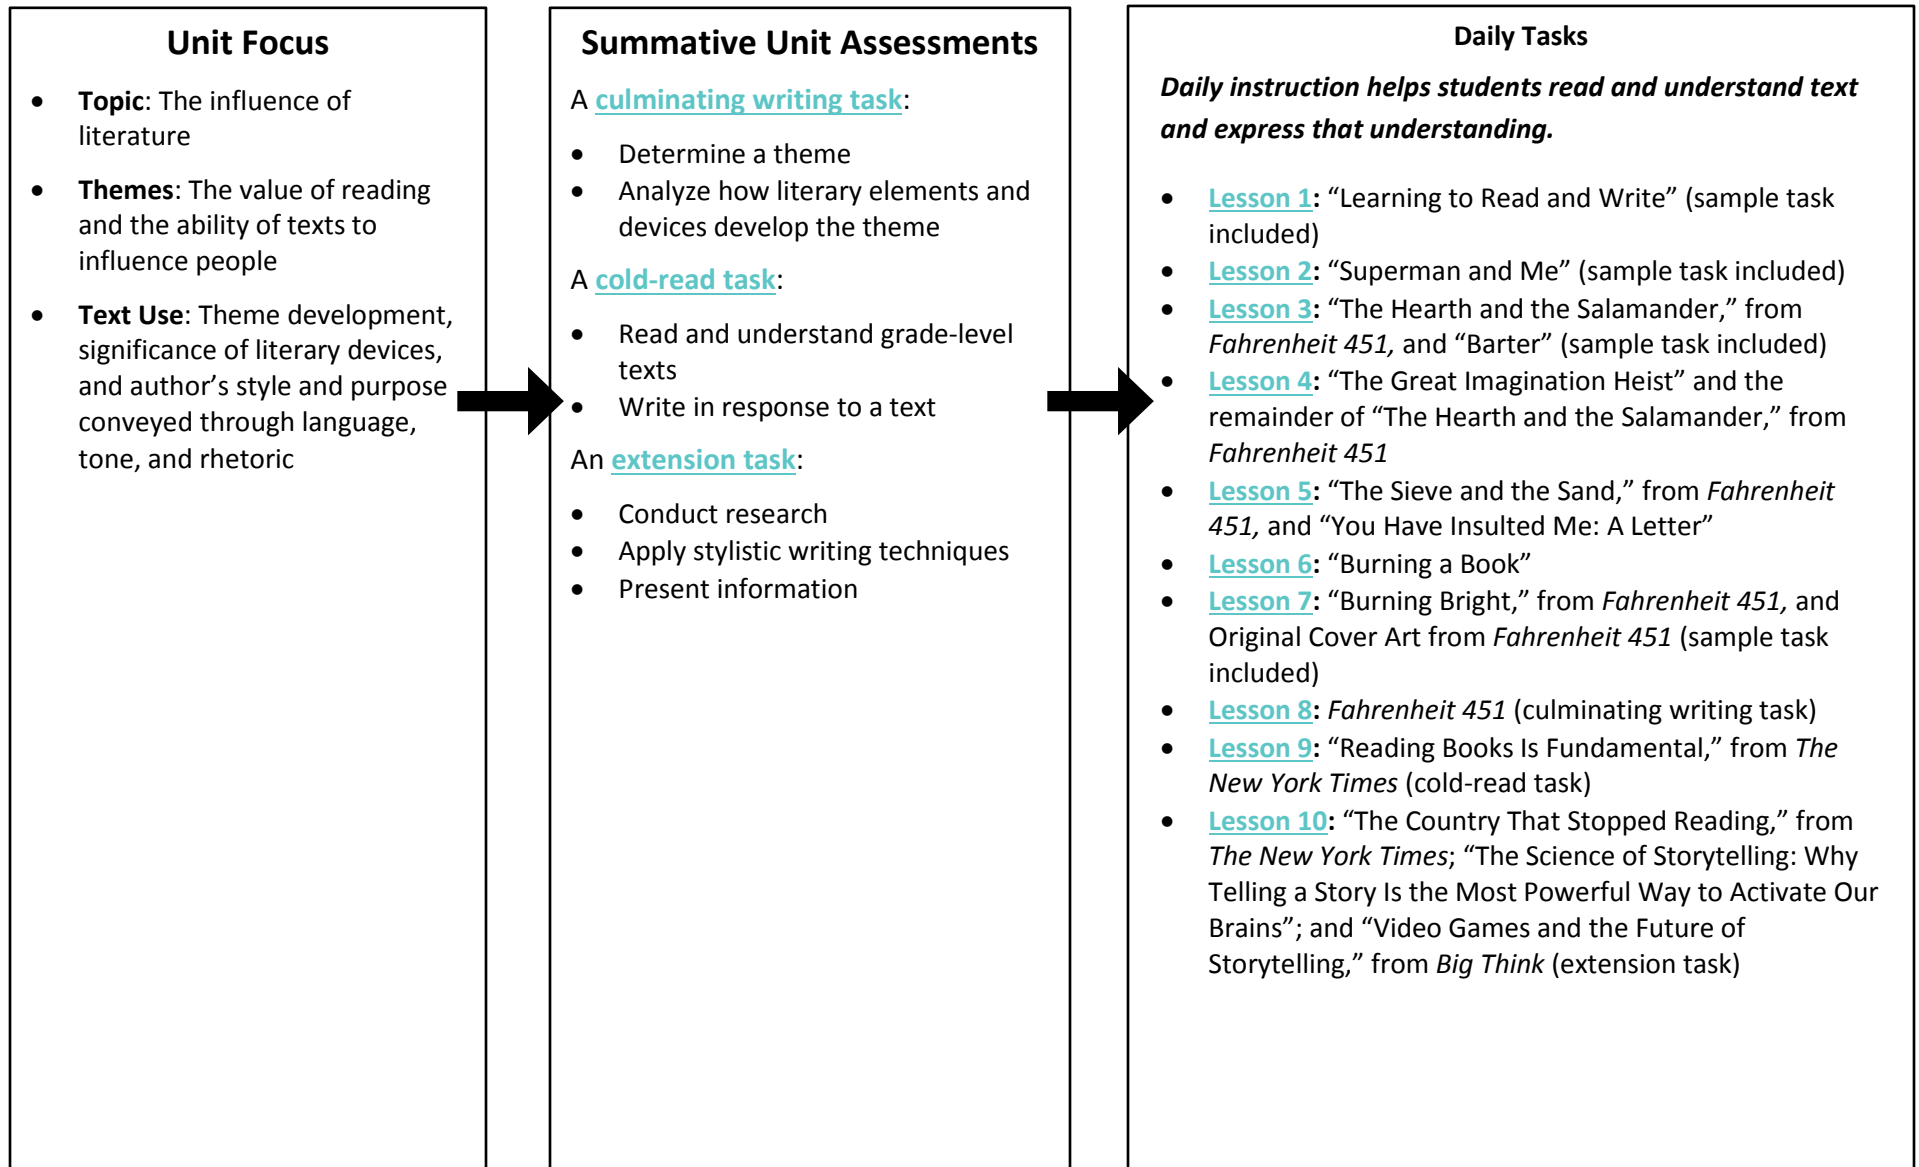 Unit Focus
• Topic: The influence of
literature
• Themes: The value of reading
and the ability of texts to
influence people
• Text Use: Theme development,
significance of literary devices,
and author’s style and purpose
conveyed through language,
tone, and rhetoric
Summative Unit Assessments
A culminating writing task:
• Determine a theme
• Analyze how literary elements and
devices develop the theme
A cold-read task:
• Read and understand grade-level
texts
• Write in response to a text
An extension task:
• Conduct research
• Apply stylistic writing techniques
• Present information
Daily Tasks
Daily instruction helps students read and understand text
and express that understanding.
• Lesson 1: “Learning to Read and Write” (sample task
included)
• Lesson 2: “Superman and Me” (sample task included)
• Lesson 3: “The Hearth and the Salamander,” from
Fahrenheit 451, and “Barter” (sample task included)
• Lesson 4: “The Great Imagination Heist” and the
remainder of “The Hearth and the Salamander,” from
Fahrenheit 451
• Lesson 5: “The Sieve and the Sand,” from Fahrenheit
451, and “You Have Insulted Me: A Letter”
• Lesson 6: “Burning a Book”
• Lesson 7: “Burning Bright,” from Fahrenheit 451, and
Original Cover Art from Fahrenheit 451 (sample task
included)
• Lesson 8: Fahrenheit 451 (culminating writing task)
• Lesson 9: “Reading Books Is Fundamental,” from The
New York Times (cold-read task)
• Lesson 10: “The Country That Stopped Reading,” from
The New York Times; “The Science of Storytelling: Why
Telling a Story Is the Most Powerful Way to Activate Our
Brains”; and “Video Games and the Future of
Storytelling,” from Big Think (extension task)